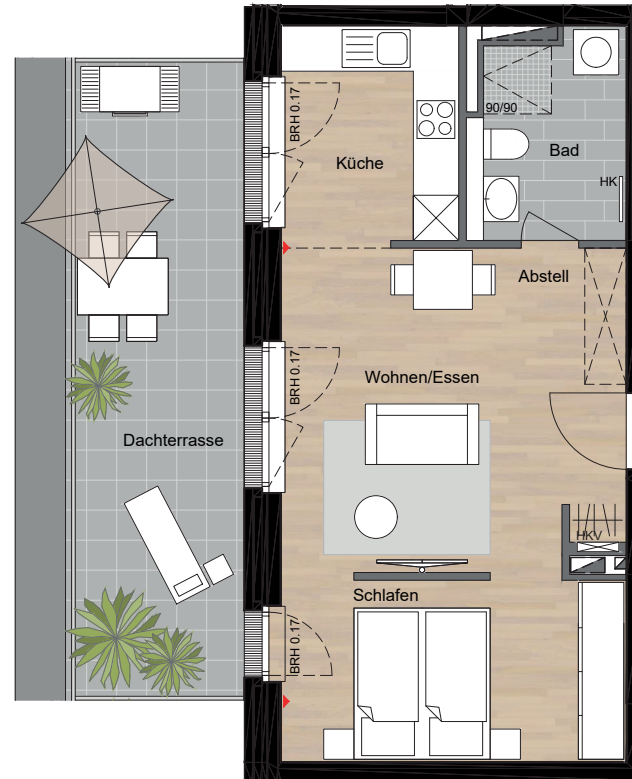 BRH 0.17
90/90
Küche
Bad
HK
Abstell
BRH 0.17
Wohnen/Essen
Dachterrasse
HKV
Schlafen
BRH 0.17